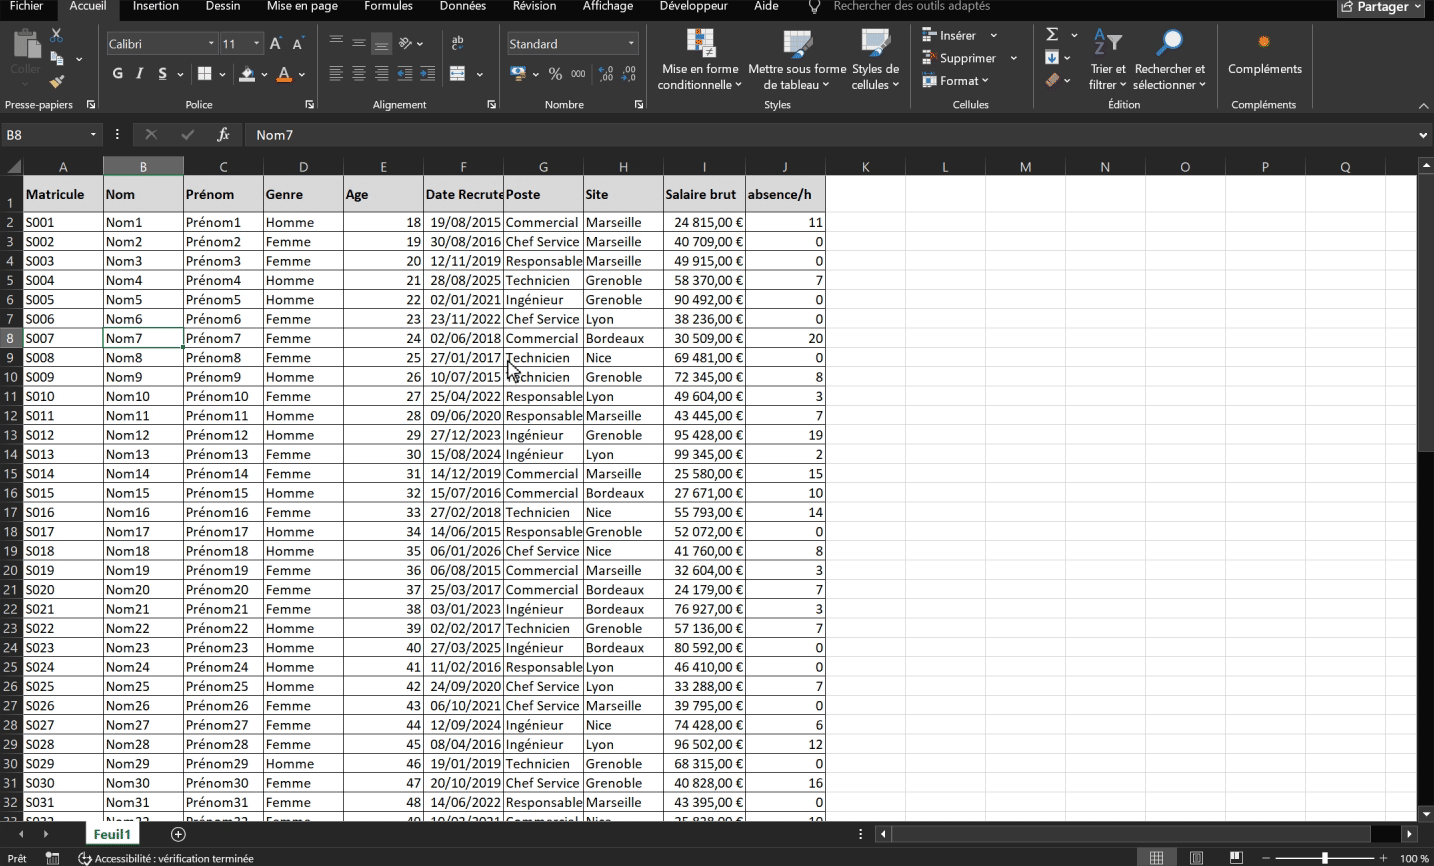 Fichier Accueil Insertion Dessin Mise en page Formules Données Révision Affichage Développeur Aide Rechercher des outils adaptés Partager
Coller
Presse-papiers
Calibri 11 A A
G I S A
Police
ab
Alignement
Standard
% 000
Nombre
Mise en forme conditionnelle
Mettre sous forme de tableau
Styles de cellules
Styles
Insérer
Supprimer
Format
Cellules
Σ
Trier et filtrer
Rechercher et sélectionner
Édition
Compléments
Compléments
B8 fx Nom7
A B C D E F G H I J K L M N O P Q
1 Matricule Nom Prénom Genre Age Date Recrute Poste Site Salaire brut absence/h
2 S001 Nom1 Prénom1 Homme 18 19/08/2015 Commercial Marseille 24 815,00 € 11
3 S002 Nom2 Prénom2 Femme 19 30/08/2016 Chef Service Marseille 40 709,00 € 0
4 S003 Nom3 Prénom3 Femme 20 12/11/2019 Responsable Marseille 49 915,00 € 0
5 S004 Nom4 Prénom4 Homme 21 28/08/2025 Technicien Grenoble 58 370,00 € 7
6 S005 Nom5 Prénom5 Homme 22 02/01/2021 Ingénieur Grenoble 90 492,00 € 0
7 S006 Nom6 Prénom6 Femme 23 23/11/2022 Chef Service Lyon 38 236,00 € 0
8 S007 Nom7 Prénom7 Femme 24 02/06/2018 Commercial Bordeaux 30 509,00 € 20
9 S008 Nom8 Prénom8 Femme 25 27/01/2017 Technicien Nice 69 481,00 € 0
10 S009 Nom9 Prénom9 Homme 26 10/07/2015 Technicien Grenoble 72 345,00 € 8
11 S010 Nom10 Prénom10 Femme 27 25/04/2022 Responsable Lyon 49 604,00 € 3
12 S011 Nom11 Prénom11 Homme 28 09/06/2020 Responsable Marseille 43 445,00 € 7
13 S012 Nom12 Prénom12 Homme 29 27/12/2023 Ingénieur Grenoble 95 428,00 € 19
14 S013 Nom13 Prénom13 Femme 30 15/08/2024 Ingénieur Lyon 99 345,00 € 2
15 S014 Nom14 Prénom14 Femme 31 14/12/2019 Commercial Marseille 25 580,00 € 15
16 S015 Nom15 Prénom15 Homme 32 15/07/2016 Commercial Bordeaux 27 671,00 € 10
17 S016 Nom16 Prénom16 Femme 33 27/02/2018 Technicien Nice 55 793,00 € 14
18 S017 Nom17 Prénom17 Homme 34 14/06/2015 Responsable Grenoble 52 072,00 € 0
19 S018 Nom18 Prénom18 Homme 35 06/01/2026 Chef Service Nice 41 760,00 € 8
20 S019 Nom19 Prénom19 Femme 36 06/08/2015 Commercial Marseille 32 604,00 € 3
21 S020 Nom20 Prénom20 Femme 37 25/03/2017 Commercial Bordeaux 24 179,00 € 7
22 S021 Nom21 Prénom21 Femme 38 03/01/2023 Ingénieur Bordeaux 76 927,00 € 3
23 S022 Nom22 Prénom22 Homme 39 02/02/2017 Technicien Grenoble 57 136,00 € 7
24 S023 Nom23 Prénom23 Homme 40 27/03/2025 Ingénieur Bordeaux 80 592,00 € 0
25 S024 Nom24 Prénom24 Homme 41 11/02/2016 Responsable Lyon 46 410,00 € 0
26 S025 Nom25 Prénom25 Homme 42 24/09/2020 Chef Service Lyon 33 288,00 € 7
27 S026 Nom26 Prénom26 Femme 43 06/10/2021 Chef Service Marseille 39 795,00 € 0
28 S027 Nom27 Prénom27 Femme 44 12/09/2024 Ingénieur Nice 74 428,00 € 6
29 S028 Nom28 Prénom28 Femme 45 08/04/2016 Ingénieur Lyon 96 502,00 € 12
30 S029 Nom29 Prénom29 Homme 46 19/01/2019 Technicien Grenoble 68 315,00 € 0
31 S030 Nom30 Prénom30 Femme 47 20/10/2019 Chef Service Grenoble 40 828,00 € 16
32 S031 Nom31 Prénom31 Femme 48 14/06/2022 Responsable Marseille 43 395,00 € 0
Feuil1
Prêt Accessibilité : vérification terminée 100 %